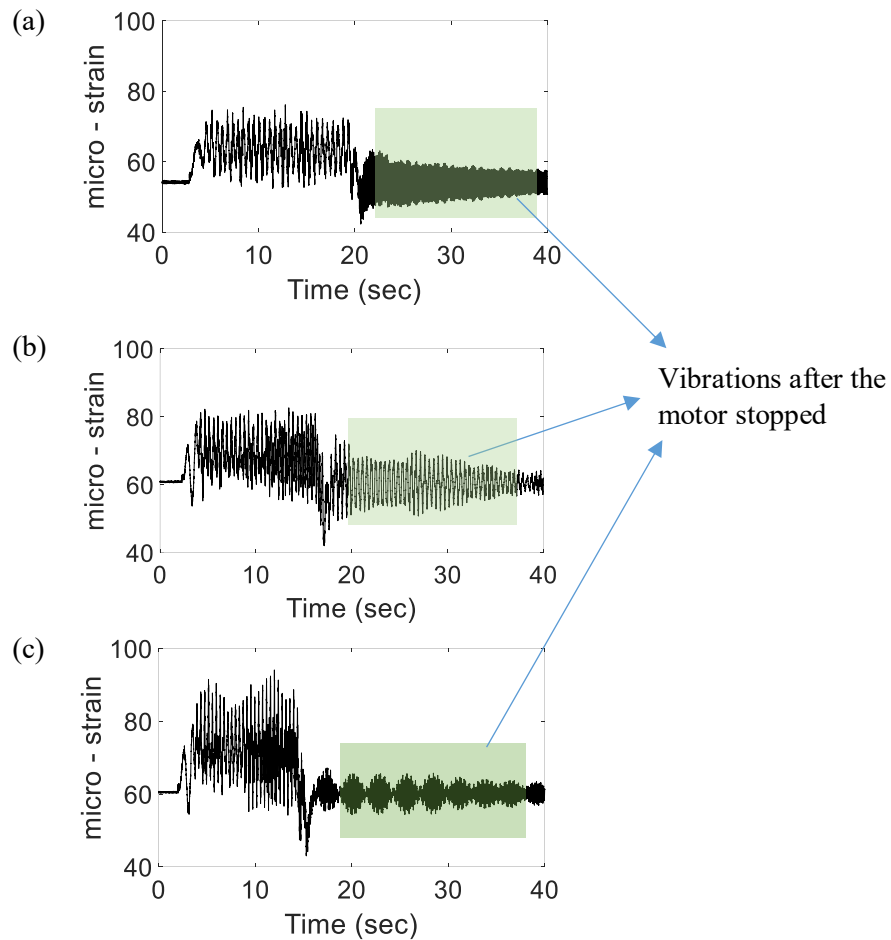 (a)
100
80
60
40
micro - strain
0 10 20 30 40
Time (sec)
(b)
100
80
60
40
micro - strain
0 10 20 30 40
Time (sec)
Vibrations after the
motor stopped
(c)
100
80
60
40
micro - strain
0 10 20 30 40
Time (sec)